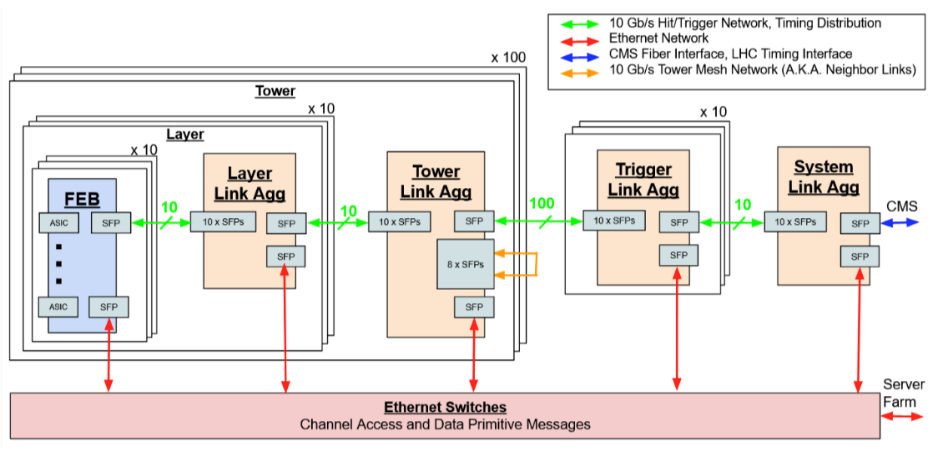 10 Gb/s Hit/Trigger Network, Timing Distribution
Ethernet Network
CMS Fiber Interface, LHC Timing Interface
10 Gb/s Tower Mesh Network (A.K.A. Neighbor Links)
x 100
Tower
x 10
Layer
x 10
FEB
ASIC
SFP
ASIC
SFP
10
Layer
Link Agg
10 x SFPs
SFP
SFP
10
Tower
Link Agg
10 x SFPs
SFP
8 x SFPs
SFP
100
x 10
Trigger
Link Agg
10 x SFPs
SFP
SFP
10
System
Link Agg
10 x SFPs
SFP
SFP
CMS
Server
Farm
Ethernet Switches
Channel Access and Data Primitive Messages